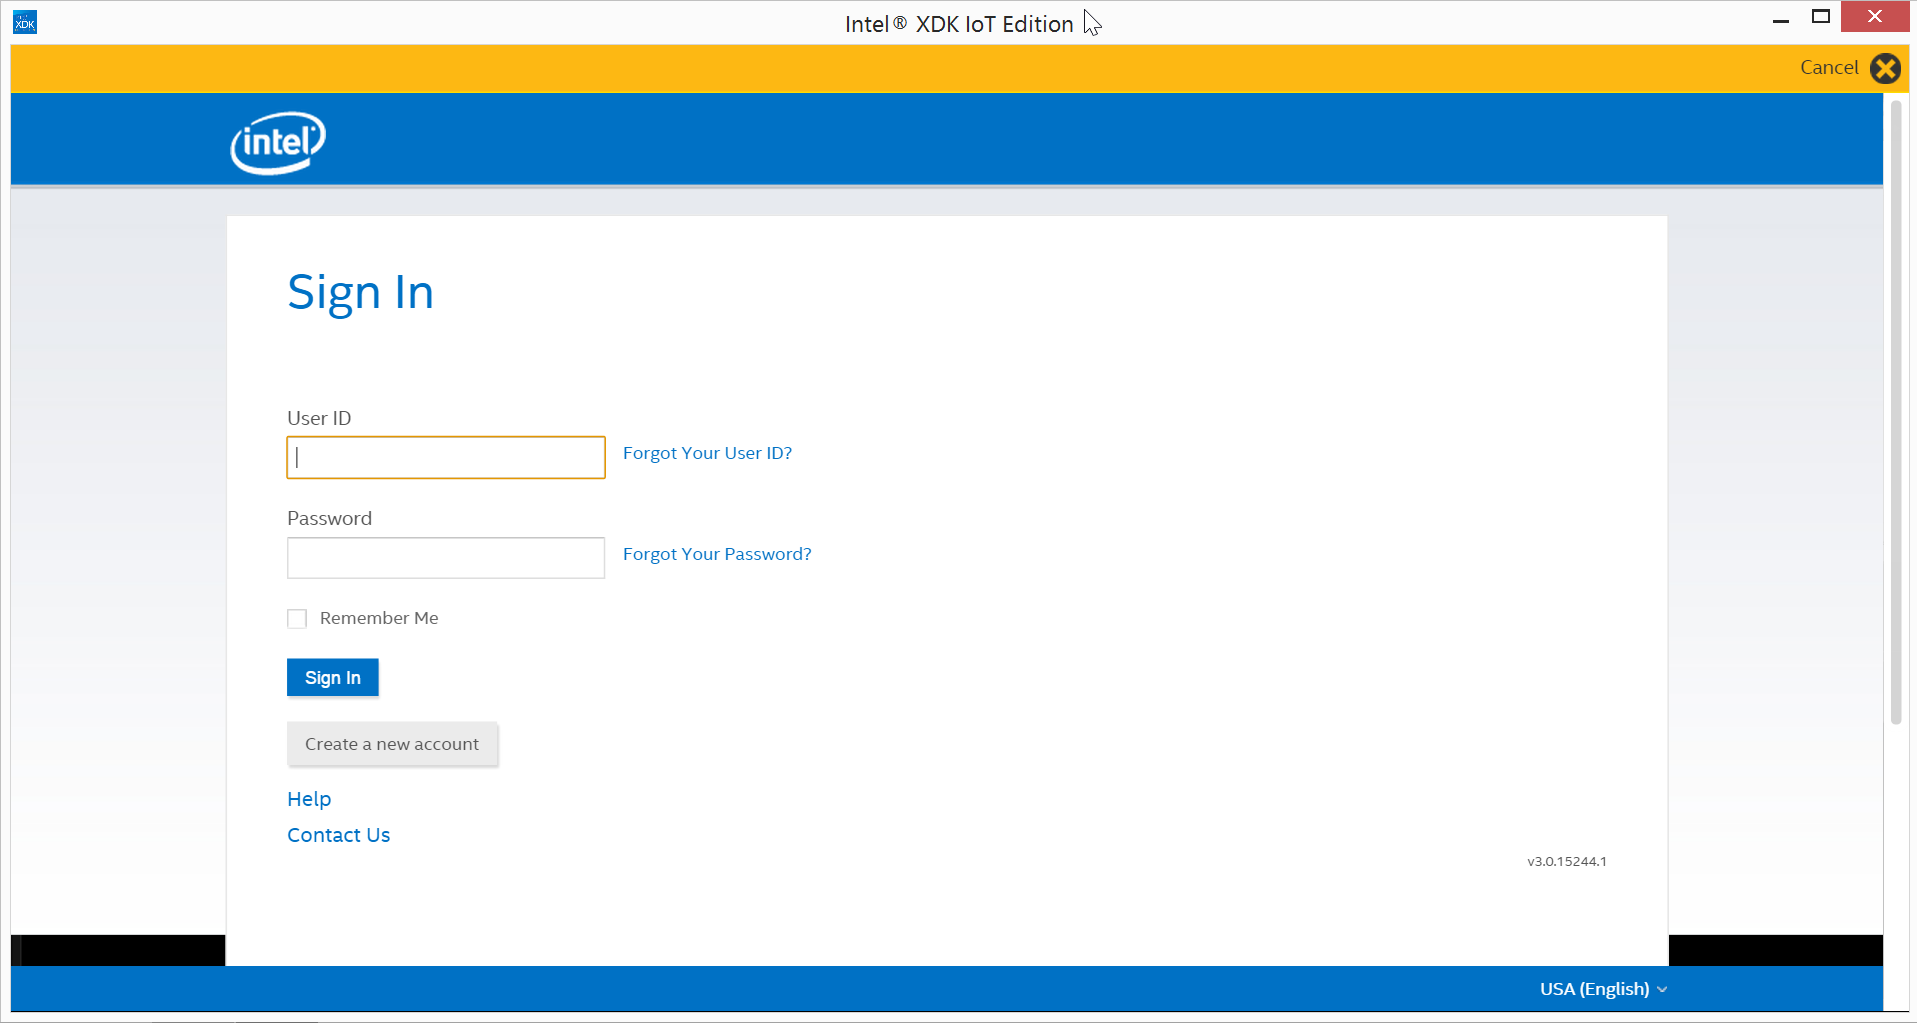 XDK
Intel® XDK IoT Edition
Cancel
intel
Sign In
User ID
Forgot Your User ID?
Password
Forgot Your Password?
Remember Me
Sign In
Create a new account
Help
Contact Us
v3.0.15244.1
USA (English)